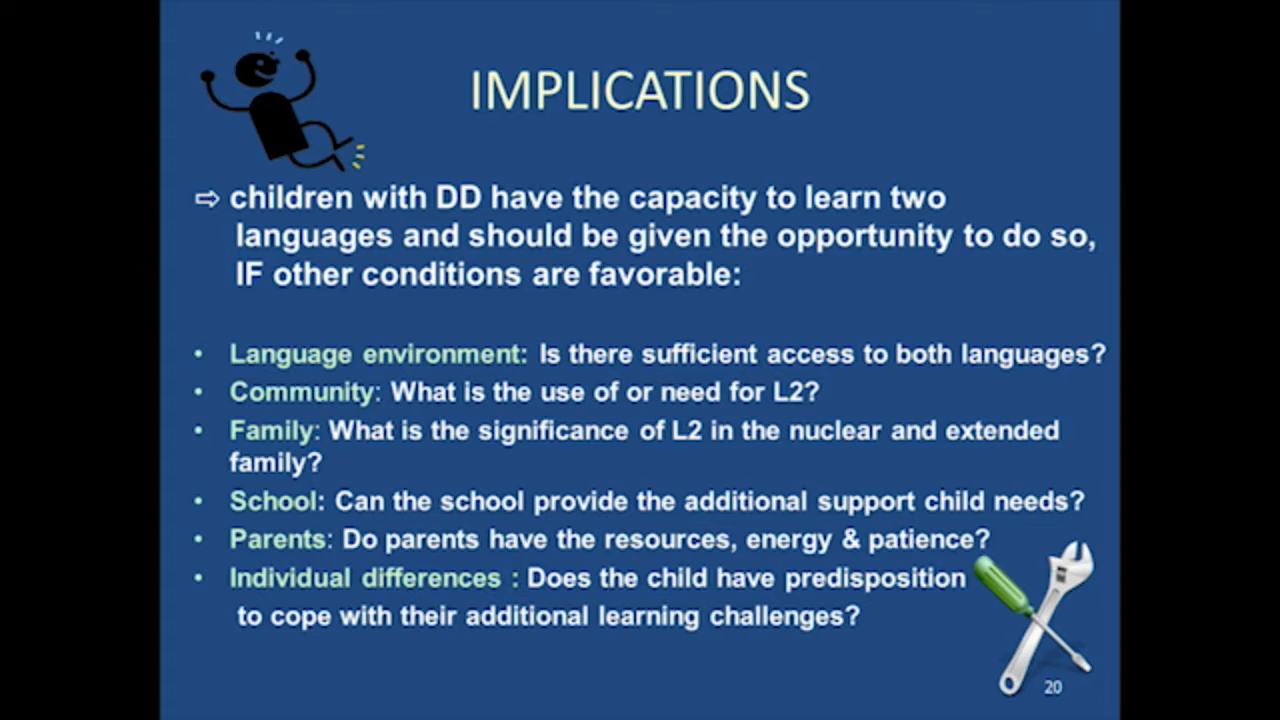 IMPLICATIONS
⇨ children with DD have the capacity to learn two
languages and should be given the opportunity to do so,
IF other conditions are favorable:
• Language environment: Is there sufficient access to both languages?
• Community: What is the use of or need for L2?
• Family: What is the significance of L2 in the nuclear and extended
family?
• School: Can the school provide the additional support child needs?
• Parents: Do parents have the resources, energy & patience?
• Individual differences : Does the child have predisposition
to cope with their additional learning challenges?
20